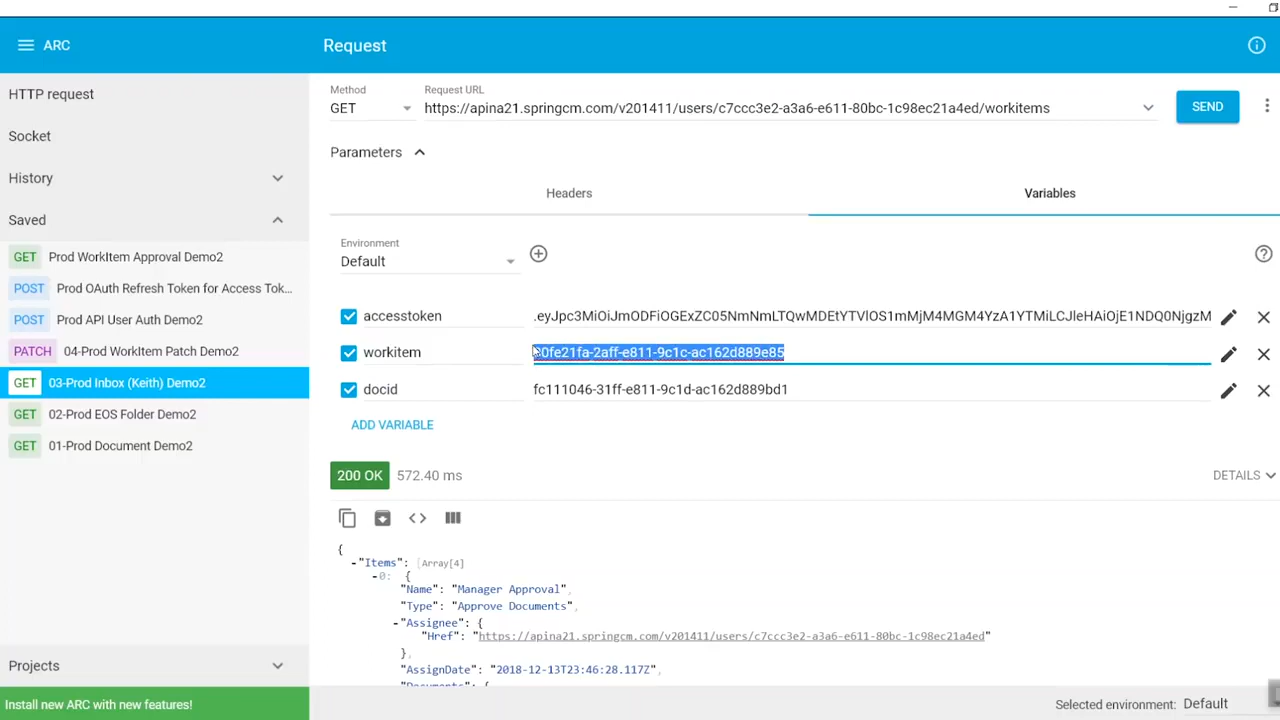 ARC
Request
HTTP request
Socket
History
Saved
GET Prod WorkItem Approval Demo2
POST Prod OAuth Refresh Token for Access Tok...
POST Prod API User Auth Demo2
PATCH 04-Prod WorkItem Patch Demo2
GET 03-Prod Inbox (Keith) Demo2
GET 02-Prod EOS Folder Demo2
GET 01-Prod Document Demo2
Projects
Install new ARC with new features!
Method
GET
Request URL
https://apina21.springcm.com/v201411/users/c7ccc3e2-a3a6-e611-80bc-1c98ec21a4ed/workitems
SEND
Parameters
Headers
Variables
Environment
Default
accesstoken .eyJpc3MiOiJmODFiOGExZC05NmNmLTQwMDEtYTVlOS1mMjM4MGM4YzA1YTMiLCJleHAiOjE1NDQ0NjgzM
workitem 0fe21fa-2aff-e811-9c1c-ac162d889e85
docid fc111046-31ff-e811-9c1d-ac162d889bd1
ADD VARIABLE
200 OK 572.40 ms
DETAILS
{
-"Items": [Array[4]
-0: {
"Name": "Manager Approval",
"Type": "Approve Documents",
-"Assignee": {
"Href": "https://apina21.springcm.com/v201411/users/c7ccc3e2-a3a6-e611-80bc-1c98ec21a4ed"
},
"AssignDate": "2018-12-13T23:46:28.117Z",
"Documents": {
Selected environment: Default